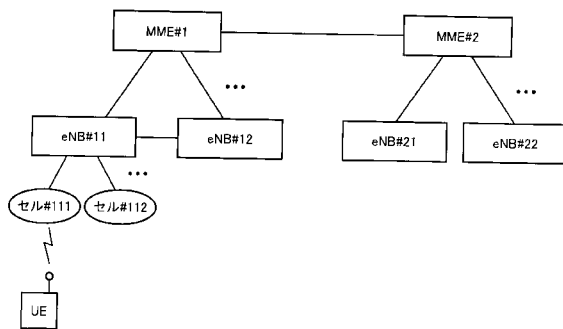 MME#1
MME#2
...
...
eNB#11
eNB#12
eNB#21
eNB#22
...
セル#111
セル#112
UE